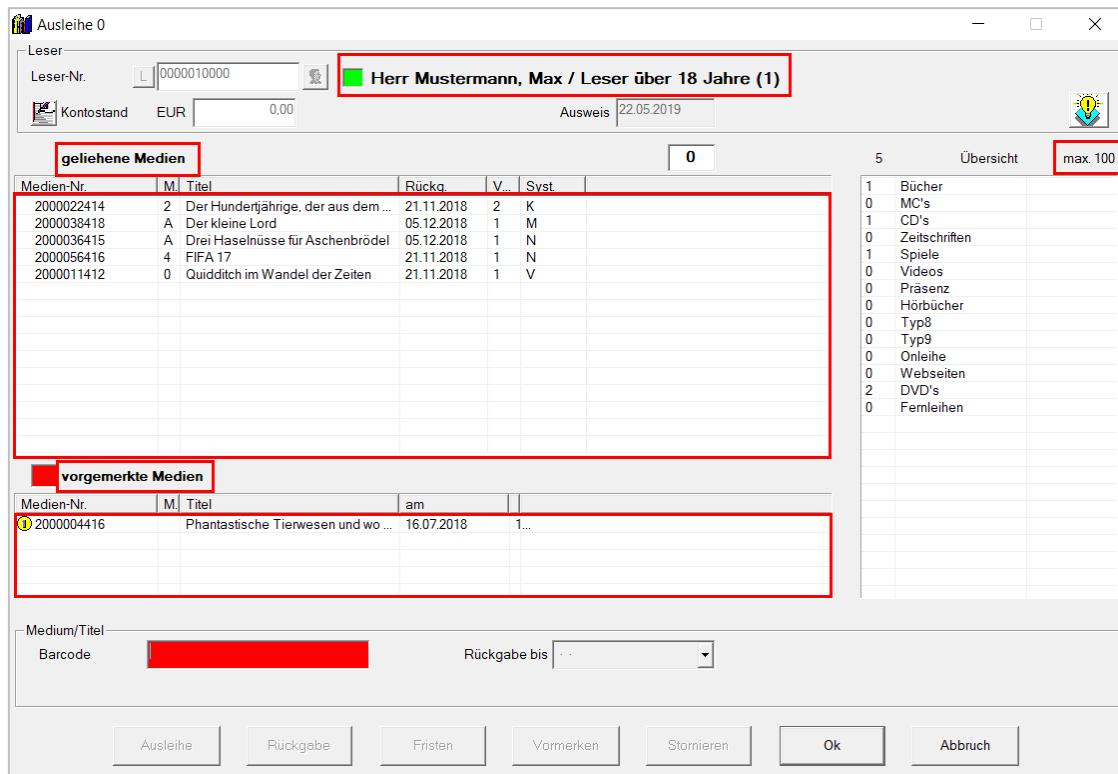 Ausleihe 0
Leser
Leser-Nr. L 0000010000 Herr Mustermann, Max / Leser über 18 Jahre (1)
Kontostand EUR 0,00 Ausweis 22.05.2019
geliehene Medien 0 5 Übersicht max. 100
Medien-Nr. M. Titel Rückg. V... Syst.
2000022414 2 Der Hundertjährige, der aus dem ... 21.11.2018 2 K
2000038418 A Der kleine Lord 05.12.2018 1 M
2000036415 A Drei Haselnüsse für Aschenbrödel 05.12.2018 1 N
2000056416 4 FIFA 17 21.11.2018 1 N
2000011412 0 Quidditch im Wandel der Zeiten 21.11.2018 1 V
1 Bücher
0 MC's
1 CD's
0 Zeitschriften
1 Spiele
0 Videos
0 Präsenz
0 Hörbücher
0 Typ8
0 Typ9
0 Onleihe
0 Webseiten
2 DVD's
0 Fernleihen
vorgemerkte Medien
Medien-Nr. M. Titel am
1 2000004416 Phantastische Tierwesen und wo ... 16.07.2018 1...
Medium/Titel
Barcode Rückgabe bis . .
Ausleihe Rückgabe Fristen Vormerken Stornieren Ok Abbruch